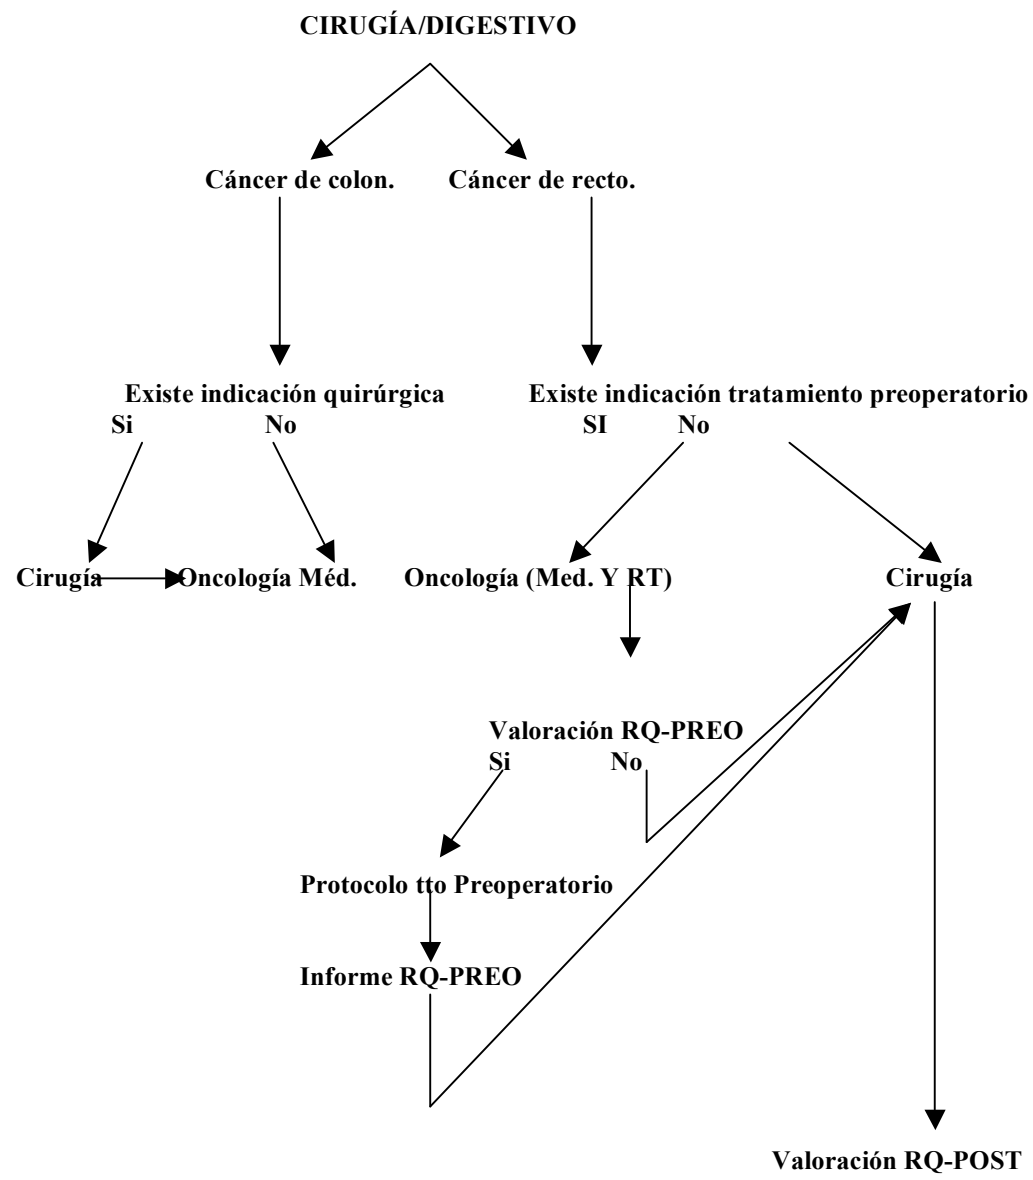 CIRUGÍA/DIGESTIVO
Cáncer de colon. Cáncer de recto.
Existe indicación quirúrgica Existe indicación tratamiento preoperatorio
Si No SI No
Cirugía Oncología Méd. Oncología (Med. Y RT) Cirugía
Valoración RQ-PREO
Si No
Protocolo tto Preoperatorio
Informe RQ-PREO
Valoración RQ-POST